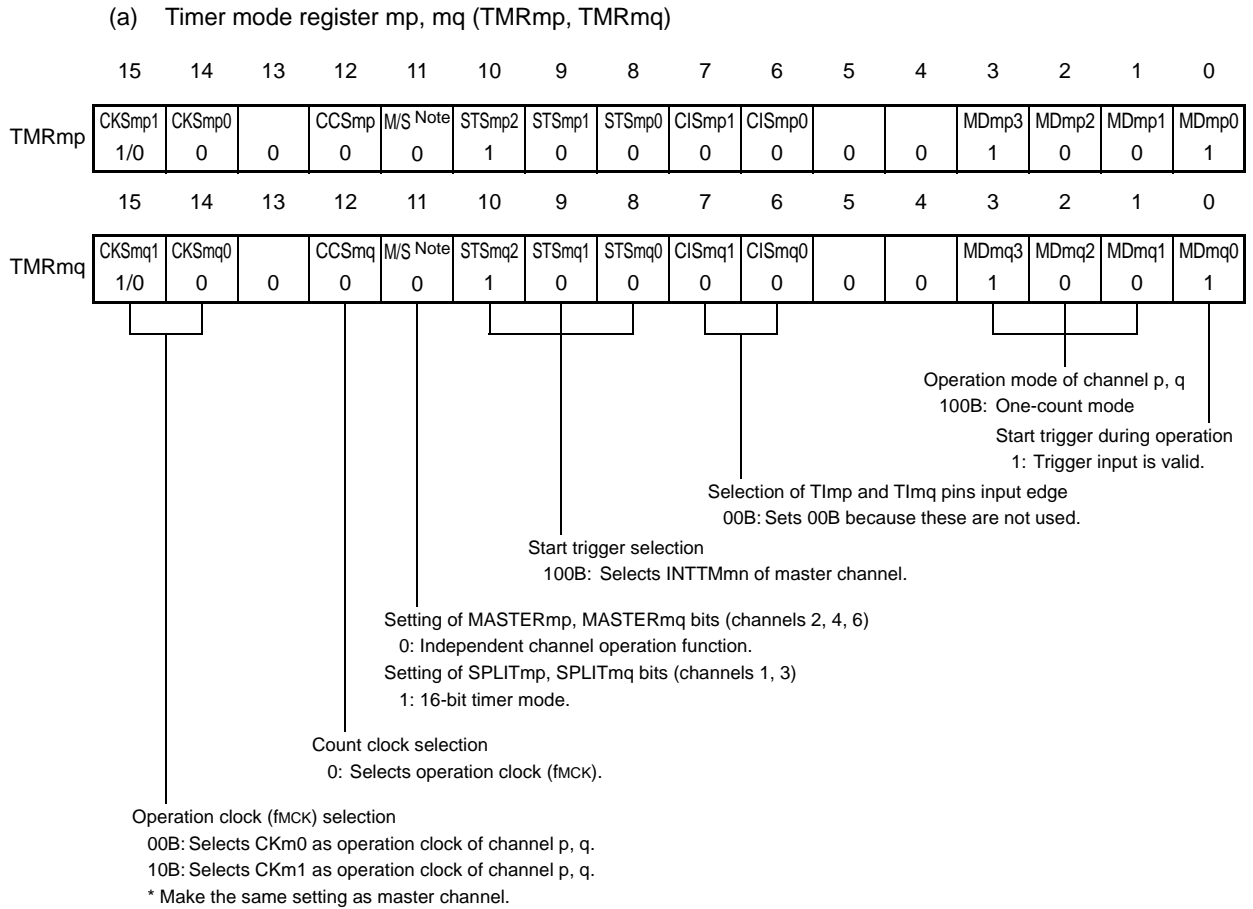 (a) Timer mode register mp, mq (TMRmp, TMRmq)
15 14 13 12 11 10 9 8 7 6 5 4 3 2 1 0
TMRmp
CKSmp1 CKSmp0 CCSmp M/S Note STSmp2 STSmp1 STSmp0 CISmp1 CISmp0 MDmp3 MDmp2 MDmp1 MDmp0
1/0 0 0 0 0 1 0 0 0 0 0 0 1 0 0 1
15 14 13 12 11 10 9 8 7 6 5 4 3 2 1 0
TMRmq
CKSmq1 CKSmq0 CCSmq M/S Note STSmq2 STSmq1 STSmq0 CISmq1 CISmq0 MDmq3 MDmq2 MDmq1 MDmq0
1/0 0 0 0 0 1 0 0 0 0 0 0 1 0 0 1
Operation mode of channel p, q
100B: One-count mode
Start trigger during operation
1: Trigger input is valid.
Selection of TImp and TImq pins input edge
00B: Sets 00B because these are not used.
Start trigger selection
100B: Selects INTTMmn of master channel.
Setting of MASTERmp, MASTERmq bits (channels 2, 4, 6)
0: Independent channel operation function.
Setting of SPLITmp, SPLITmq bits (channels 1, 3)
1: 16-bit timer mode.
Count clock selection
0: Selects operation clock (fMCK).
Operation clock (fMCK) selection
00B: Selects CKm0 as operation clock of channel p, q.
10B: Selects CKm1 as operation clock of channel p, q.
* Make the same setting as master channel.